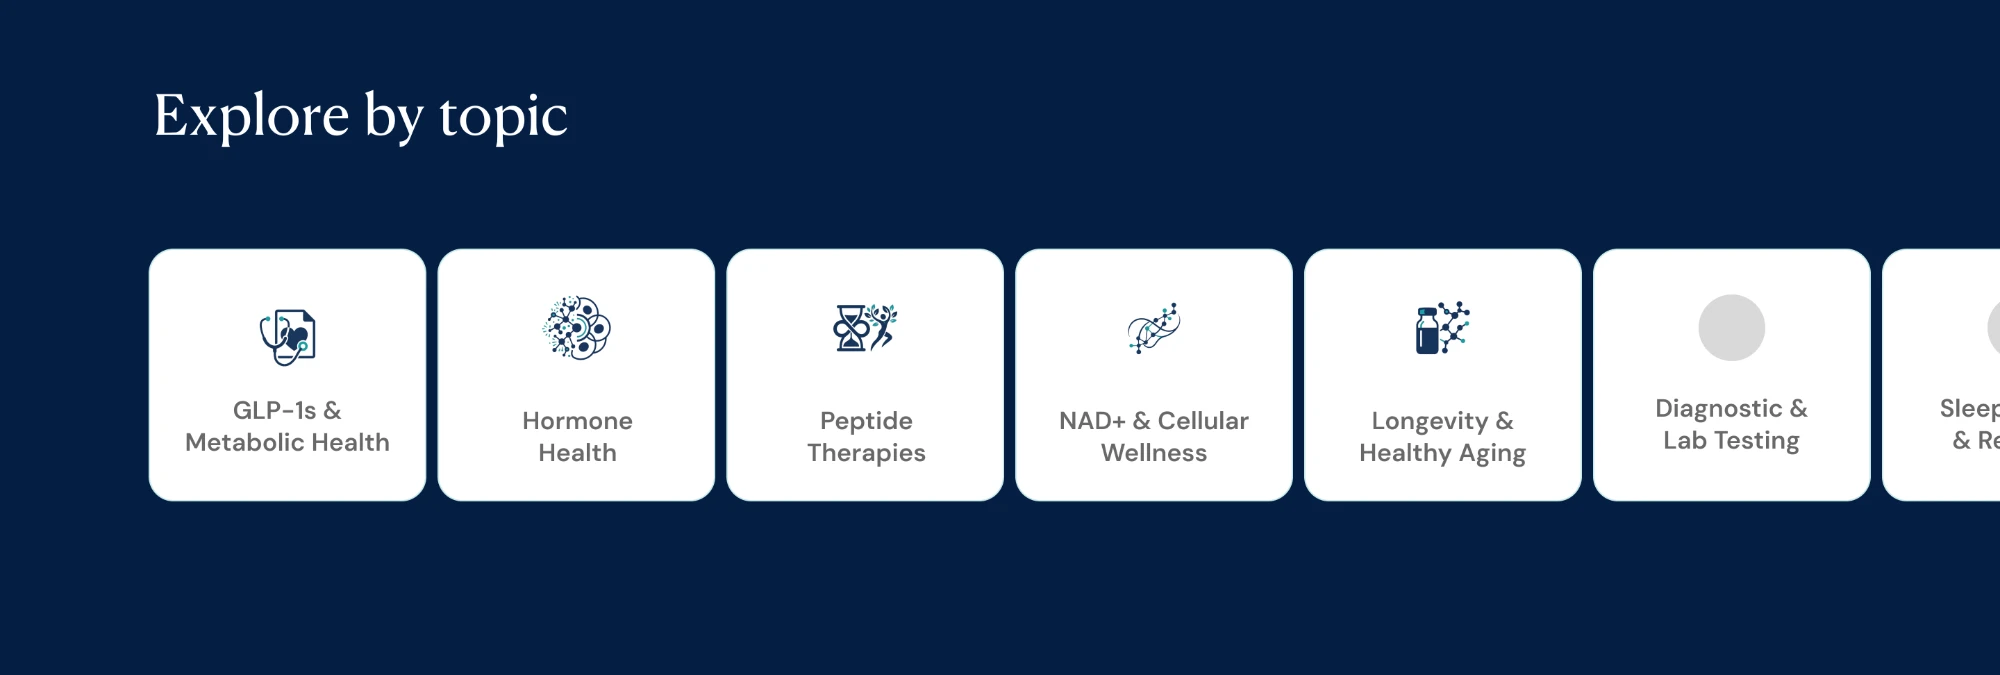 Explore by topic
GLP-1s &
Metabolic Health
Hormone
Health
Peptide
Therapies
NAD+ & Cellular
Wellness
Longevity &
Healthy Aging
Diagnostic &
Lab Testing
Sleep
&